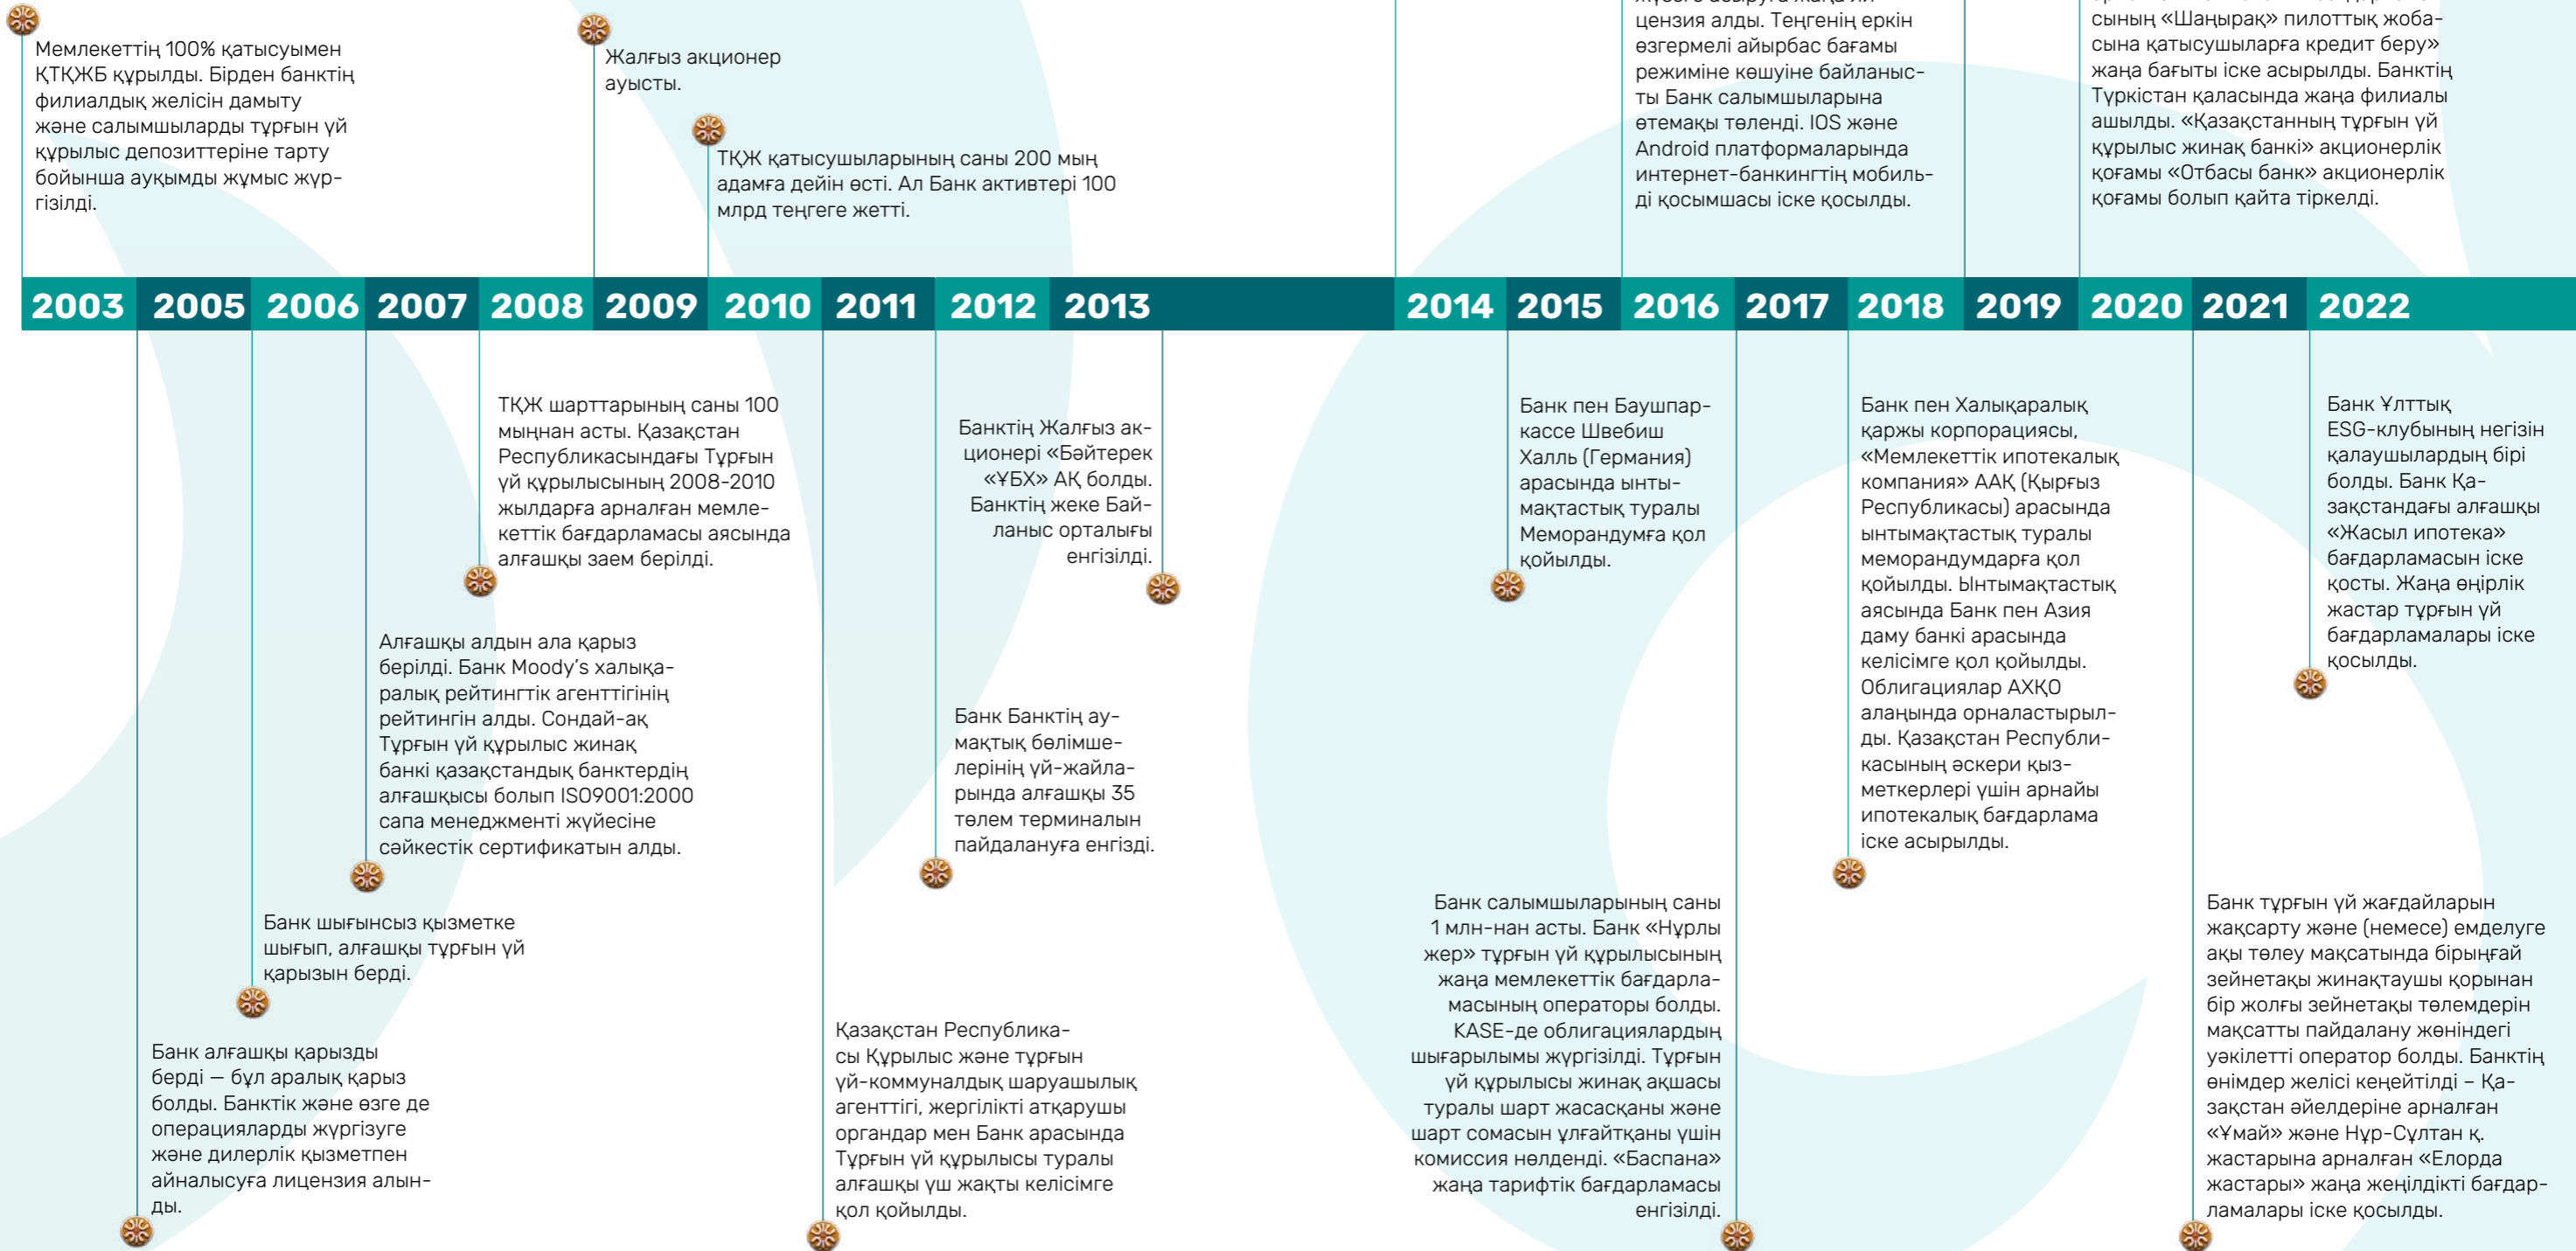 Мемлекеттің 100% қатысуымен
ҚТҚЖБ құрылды. Бірден банктің
филиалдық желісін дамыту
және салымшыларды тұрғын үй
құрылыс депозиттеріне тарту
бойынша ауқымды жұмыс жүр-
гізілді.
Жалғыз акционер
ауысты.
ТҚЖ қатысушыларының саны 200 мың
адамға дейін өсті. Ал Банк активтері 100
млрд теңгеге жетті.
цензия алды. Теңгенің еркін
өзгермелі айырбас бағамы
режиміне көшуіне байланыс-
ты Банк салымшыларына
өтемақы төленді. IOS және
Android платформаларында
интернет-банкингтің мобиль-
ді қосымшасы іске қосылды.
сының «Шаңырақ» пилоттық жоба-
сына қатысушыларға кредит беру»
жаңа бағыты іске асырылды. Банктің
Түркістан қаласында жаңа филиалы
ашылды. «Қазақстанның тұрғын үй
құрылыс жинақ банкі» акционерлік
қоғамы «Отбасы банк» акционерлік
қоғамы болып қайта тіркелді.
2003 2005 2006 2007 2008 2009 2010 2011 2012 2013 2014 2015 2016 2017 2018 2019 2020 2021 2022
ТҚЖ шарттарының саны 100
мыңнан асты. Қазақстан
Республикасындағы Тұрғын
үй құрылысының 2008-2010
жылдарға арналған мемле-
кеттік бағдарламасы аясында
алғашқы заем берілді.
Банктің Жалғыз ак-
ционері «Бәйтерек
«ҰБХ» АҚ болды.
Банктің жеке Бай-
ланыс орталығы
енгізілді.
Банк пен Баушпар-
кассе Швебиш
Халль (Германия)
арасында ынты-
мақтастық туралы
Меморандумға қол
қойылды.
Банк пен Халықаралық
қаржы корпорациясы,
«Мемлекеттік ипотекалық
компания» ААҚ (Қырғыз
Республикасы) арасында
ынтымақтастық туралы
меморандумдарға қол
қойылды. Ынтымақтастық
аясында Банк пен Азия
даму банкі арасында
келісімге қол қойылды.
Облигациялар АХҚО
алаңында орналастырыл-
ды. Қазақстан Республи-
касының әскери қыз-
меткерлері үшін арнайы
ипотекалық бағдарлама
іске асырылды.
Банк Ұлттық
ESG-клубының негізін
қалаушылардың бірі
болды. Банк Қа-
зақстандағы алғашқы
«Жасыл ипотека»
бағдарламасын іске
қосты. Жаңа өңірлік
жастар тұрғын үй
бағдарламалары іске
қосылды.
Алғашқы алдын ала қарыз
берілді. Банк Moody’s халықа-
ралық рейтингтік агенттігінің
рейтингін алды. Сондай-ақ
Тұрғын үй құрылыс жинақ
банкі қазақстандық банктердің
алғашқысы болып ISO9001:2000
сапа менеджменті жүйесіне
сәйкестік сертификатын алды.
Банк Банктің ау-
мақтық бөлімше-
лерінің үй-жайла-
рында алғашқы 35
төлем терминалын
пайдалануға енгізді.
Банк шығынсыз қызметке
шығып, алғашқы тұрғын үй
қарызын берді.
Банк салымшыларының саны
1 млн-нан асты. Банк «Нұрлы
жер» тұрғын үй құрылысының
жаңа мемлекеттік бағдарла-
масының операторы болды.
KASE-де облигациялардың
шығарылымы жүргізілді. Тұрғын
үй құрылысы жинақ ақшасы
туралы шарт жасасқаны және
шарт сомасын ұлғайтқаны үшін
комиссия нөлденді. «Баспана»
жаңа тарифтік бағдарламасы
енгізілді.
Банк тұрғын үй жағдайларын
жақсарту және (немесе) емделуге
ақы төлеу мақсатында бірыңғай
зейнетақы жинақтаушы қорынан
бір жолғы зейнетақы төлемдерін
мақсатты пайдалану жөніндегі
уәкілетті оператор болды. Банктің
өнімдер желісі кеңейтілді – Қа-
зақстан әйелдеріне арналған
«Ұмай» және Нұр-Сұлтан қ.
жастарына арналған «Елорда
жастары» жаңа жеңілдікті бағдар-
ламалары іске қосылды.
Банк алғашқы қарызды
берді — бұл аралық қарыз
болды. Банктік және өзге де
операцияларды жүргізуге
және дилерлік қызметпен
айналысуға лицензия алын-
ды.
Қазақстан Республика-
сы Құрылыс және тұрғын
үй-коммуналдық шаруашылық
агенттігі, жергілікті атқарушы
органдар мен Банк арасында
Тұрғын үй құрылысы туралы
алғашқы үш жақты келісімге
қол қойылды.